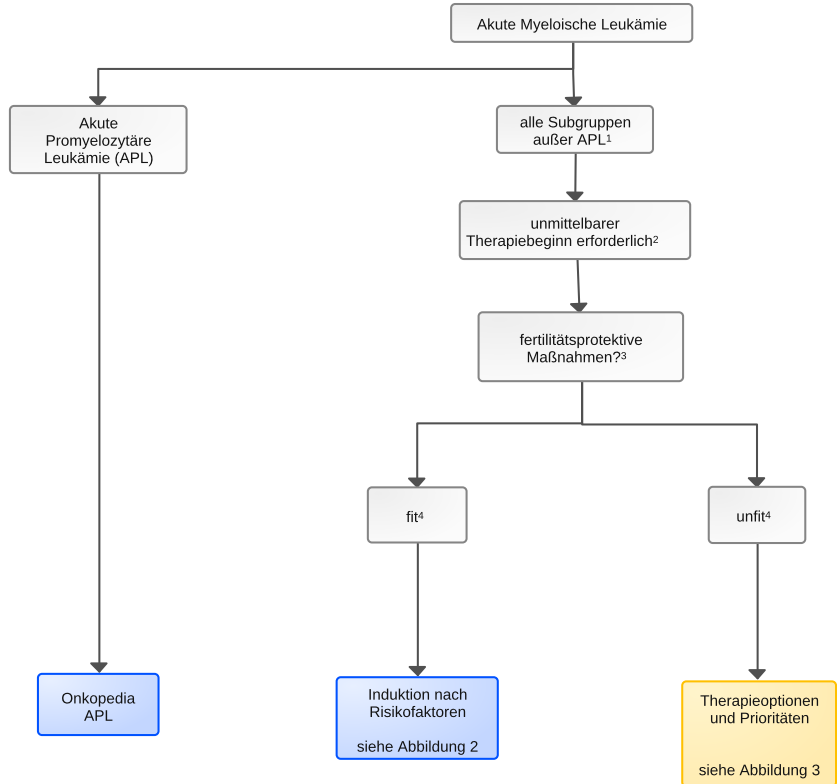 Akute Myeloische Leukämie
Akute
Promyelozytäre
Leukämie (APL)
alle Subgruppen
außer APL¹
unmittelbarer
Therapiebeginn erforderlich²
fertilitätsprotektive
Maßnahmen?³
fit⁴
unfit⁴
Onkopedia
APL
Induktion nach
Risikofaktoren
siehe Abbildung 2
Therapieoptionen
und Prioritäten
siehe Abbildung 3